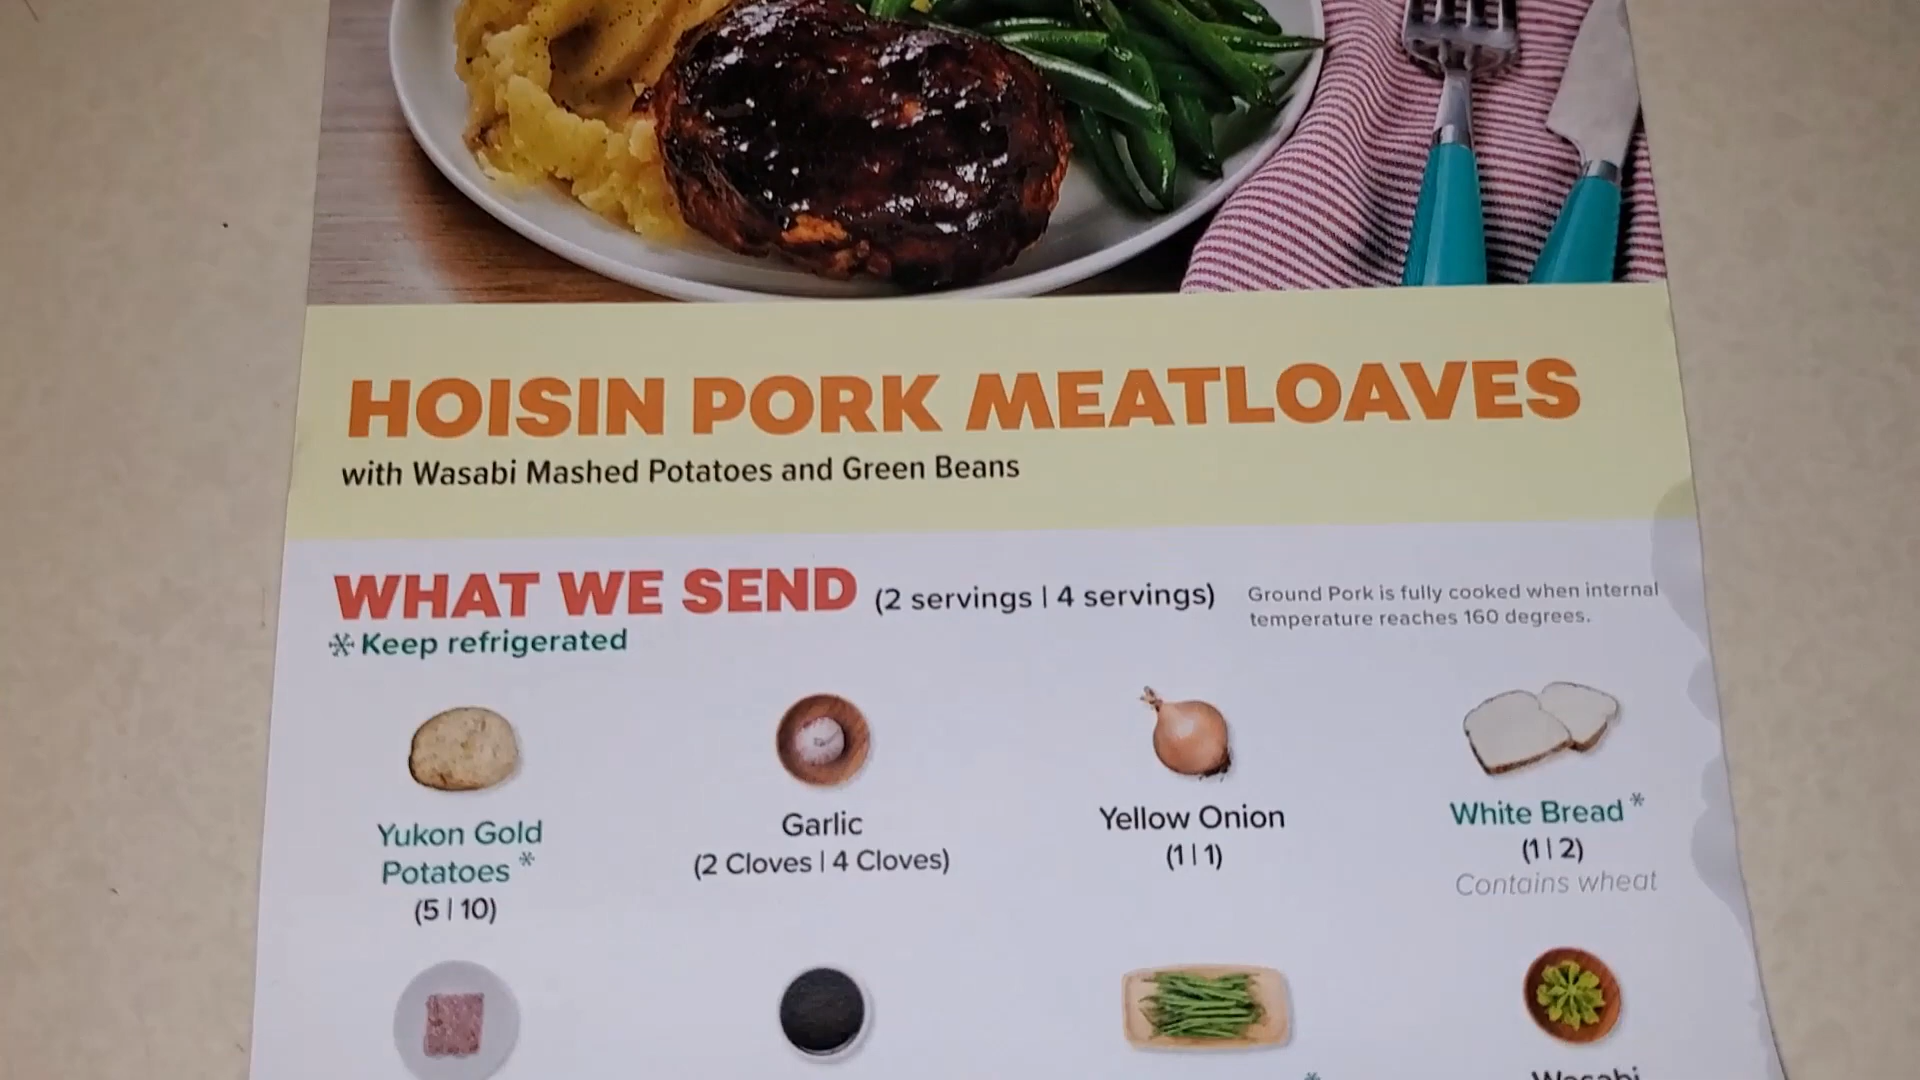 HOISIN PORK MEATLOAVES
with Wasabi Mashed Potatoes and Green Beans
WHAT WE SEND (2 servings | 4 servings)
Ground Pork is fully cooked when internal
temperature reaches 160 degrees.
* Keep refrigerated
Yukon Gold
Potatoes *
(5 | 10)
Garlic
(2 Cloves | 4 Cloves)
Yellow Onion
(1 | 1)
White Bread *
(1 | 2)
Contains wheat
*
Wasabi